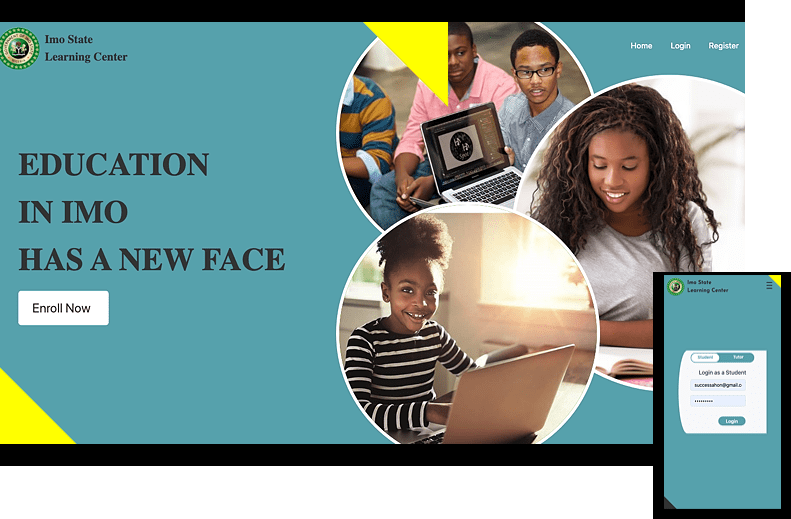 Imo State
Learning Center
Home Login Register
EDUCATION
IN IMO
HAS A NEW FACE
Enroll Now
Imo State
Learning Center
Student Tutor
Login as a Student
successahon@gmail.c
Login